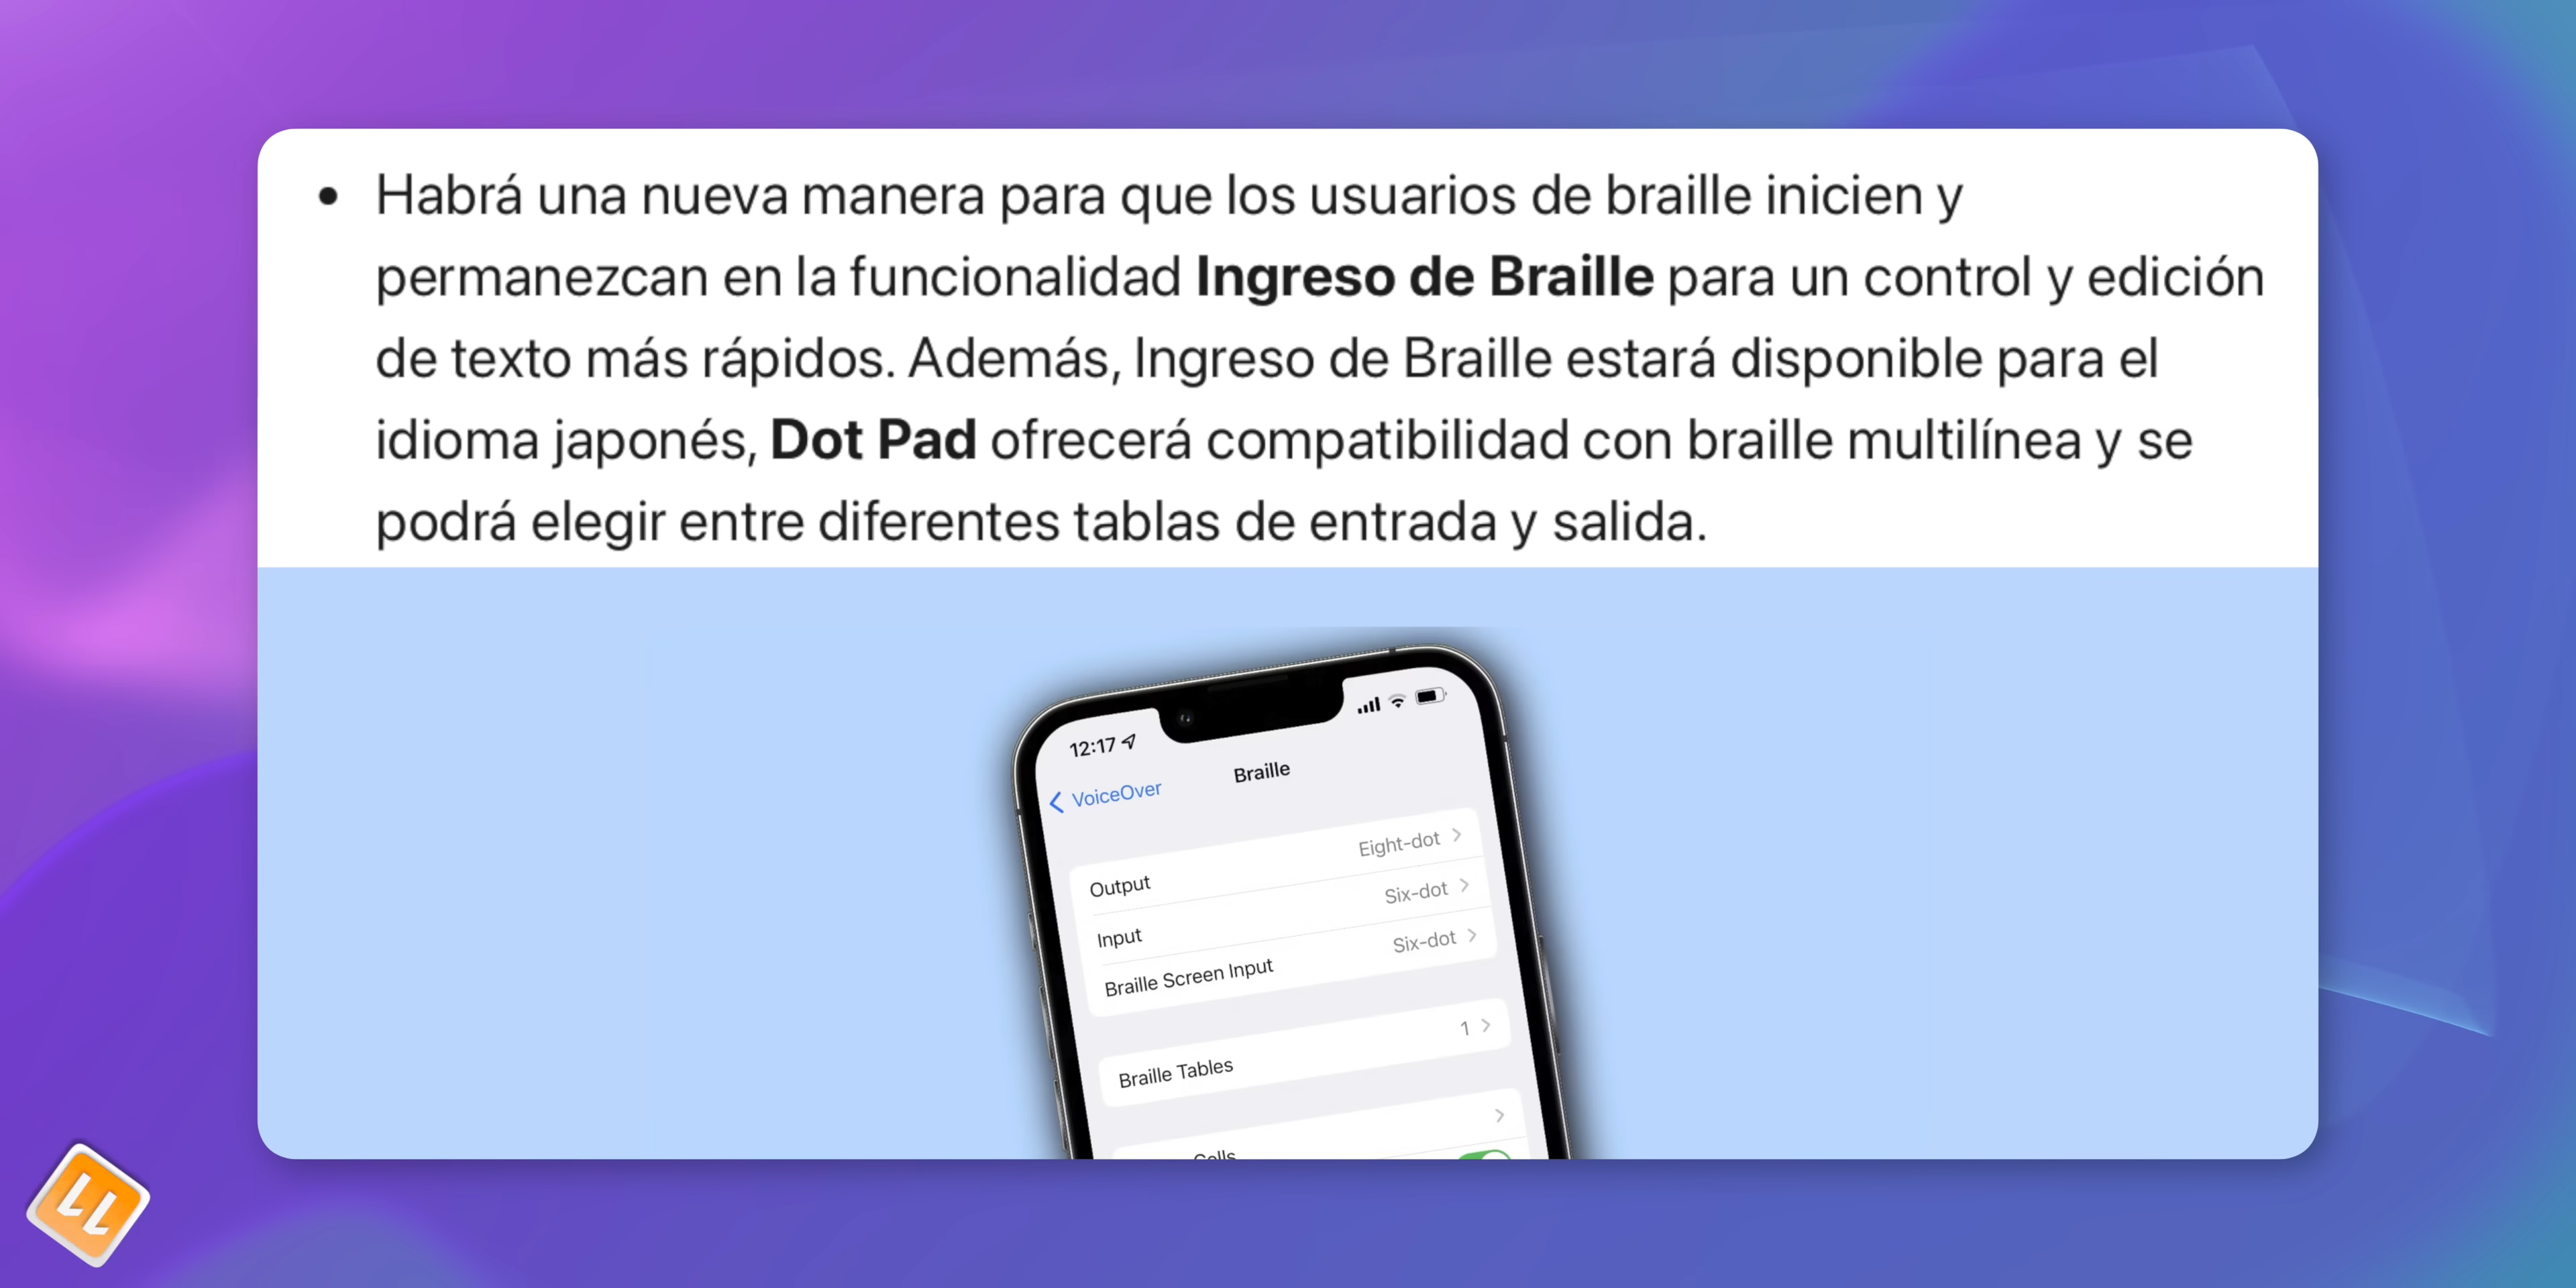 • Habrá una nueva manera para que los usuarios de braille inicien y
permanezcan en la funcionalidad Ingreso de Braille para un control y edición
de texto más rápidos. Además, Ingreso de Braille estará disponible para el
idioma japonés, Dot Pad ofrecerá compatibilidad con braille multilínea y se
podrá elegir entre diferentes tablas de entrada y salida.
12:17
VoiceOver
Braille
Output Eight-dot
Input Six-dot
Braille Screen Input Six-dot
Braille Tables 1
Cells